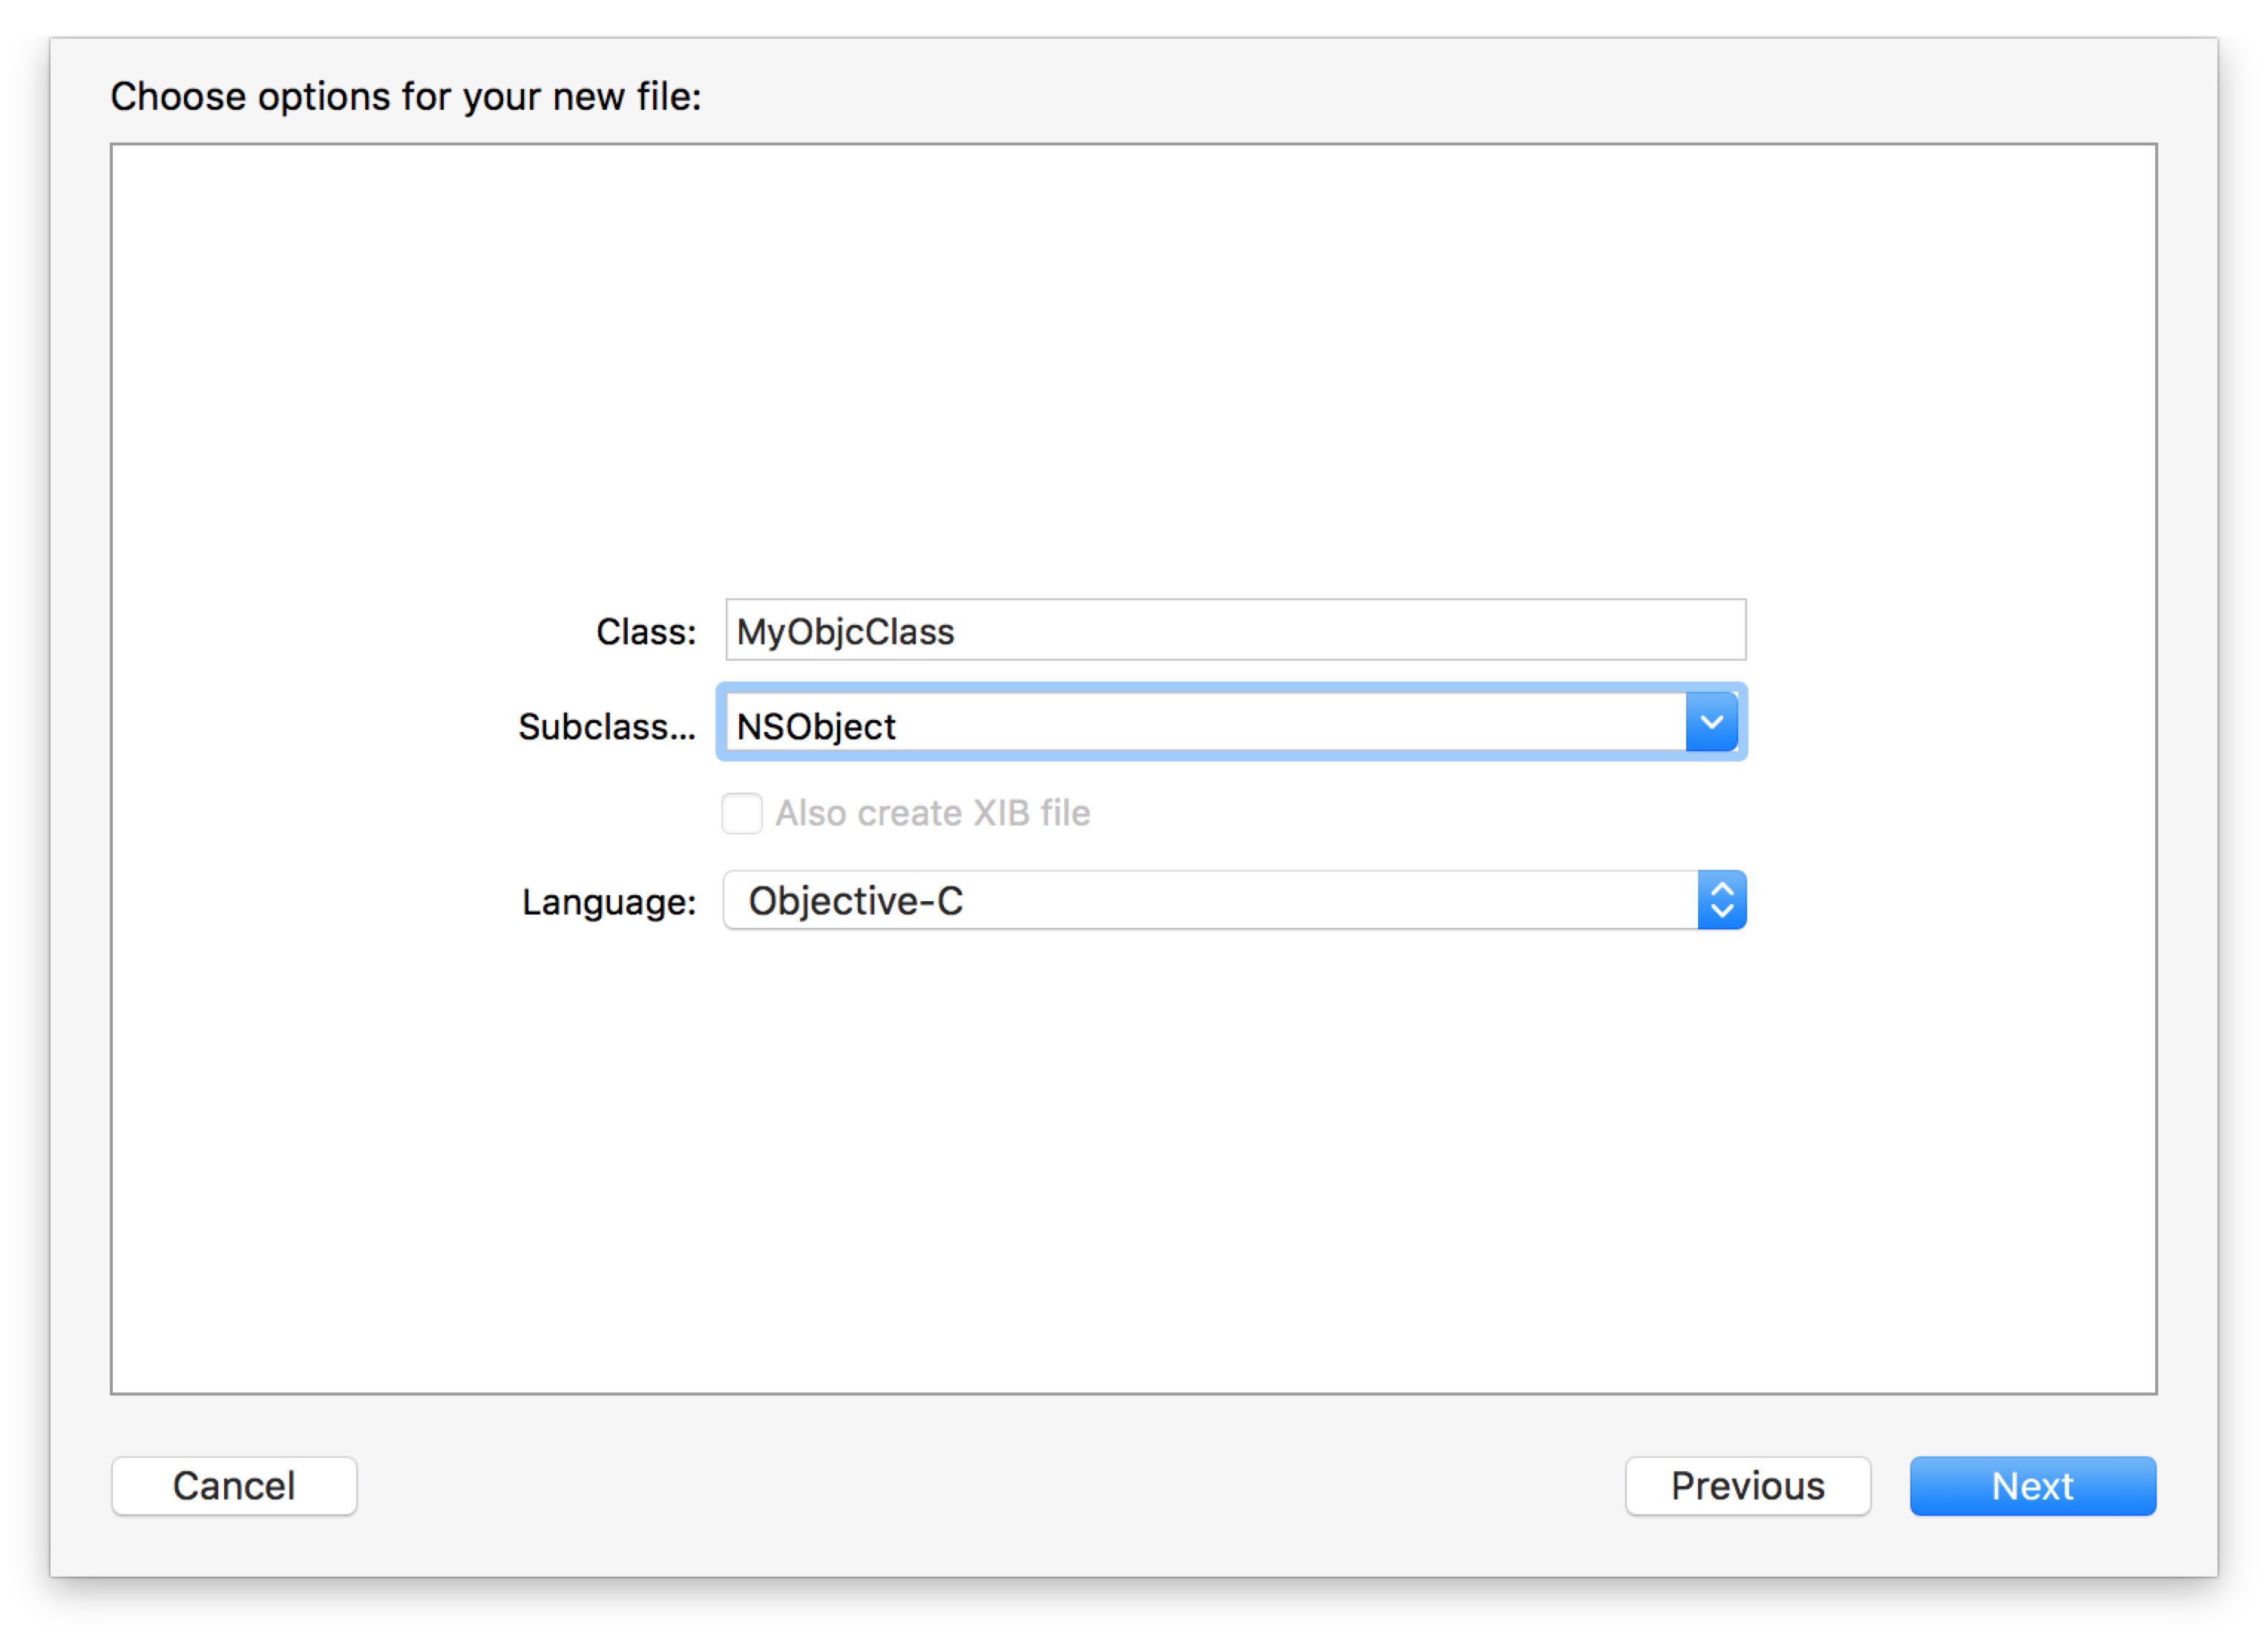 Choose options for your new file:
Class: MyObjcClass
Subclass... NSObject
Also create XIB file
Language: Objective-C
Cancel Previous Next